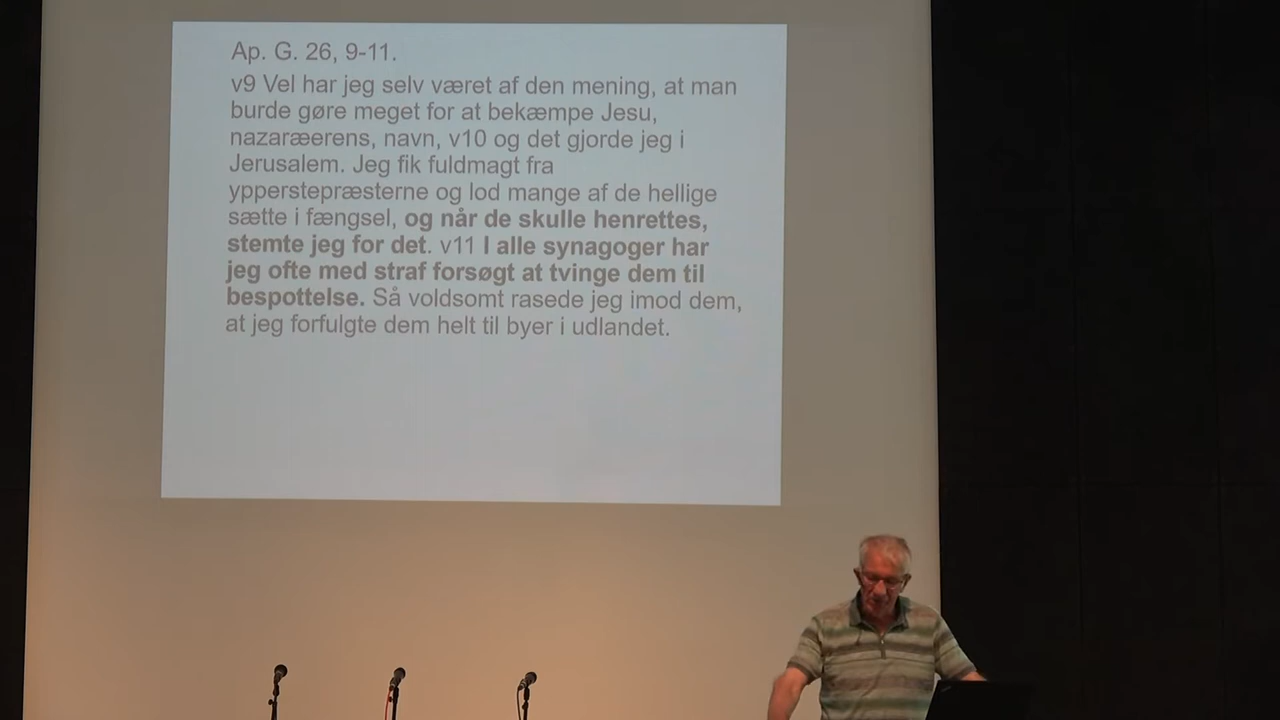 Ap. G. 26, 9-11.
v9 Vel har jeg selv været af den mening, at man
burde gøre meget for at bekæmpe Jesu,
nazaræerens, navn, v10 og det gjorde jeg i
Jerusalem. Jeg fik fuldmagt fra
ypperstepræsterne og lod mange af de hellige
sætte i fængsel, og når de skulle henrettes,
stemte jeg for det. v11 I alle synagoger har
jeg ofte med straf forsøgt at tvinge dem til
bespottelse. Så voldsomt rasede jeg imod dem,
at jeg forfulgte dem helt til byer i udlandet.